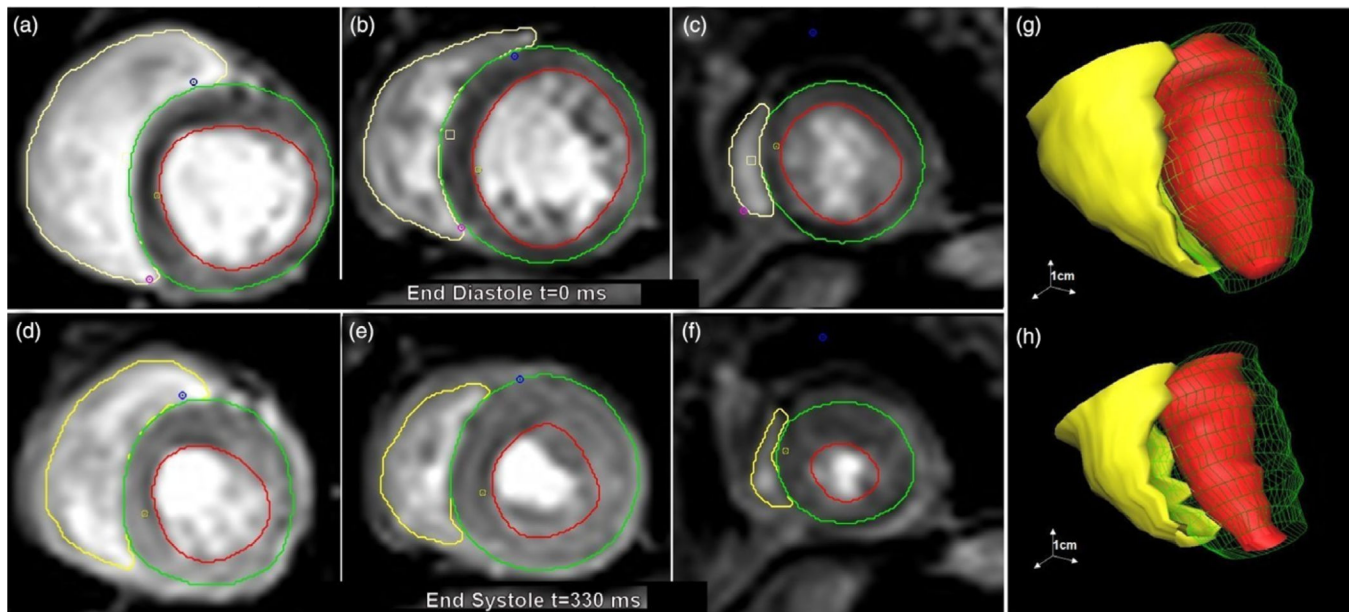 (a)
(b)
(c)
(g)
End Diastole t=0 ms
1cm
(d)
(e)
(f)
(h)
End Systole t=330 ms
1cm